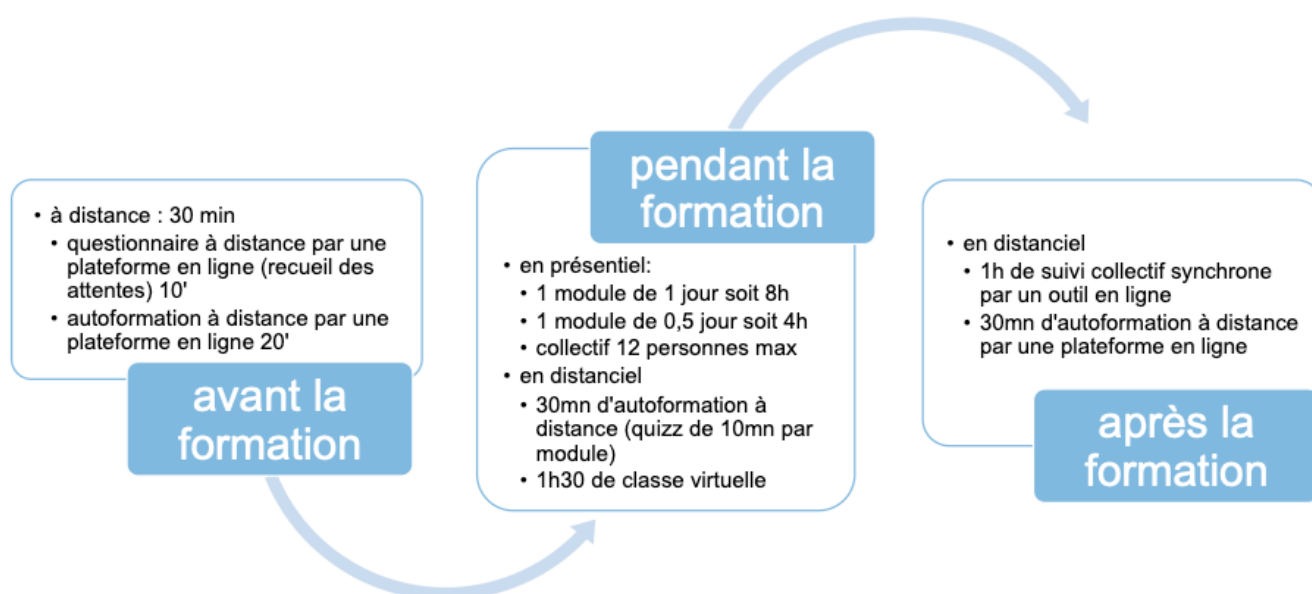 • à distance : 30 min
• questionnaire à distance par une
plateforme en ligne (recueil des
attentes) 10'
• autoformation à distance par une
plateforme en ligne 20'
avant la
formation
pendant la
formation
• en présentiel:
• 1 module de 1 jour soit 8h
• 1 module de 0,5 jour soit 4h
• collectif 12 personnes max
• en distanciel
• 30mn d'autoformation à
distance (quizz de 10mn par
module)
• 1h30 de classe virtuelle
• en distanciel
• 1h de suivi collectif synchrone
par un outil en ligne
• 30mn d'autoformation à distance
par une plateforme en ligne
après la
formation